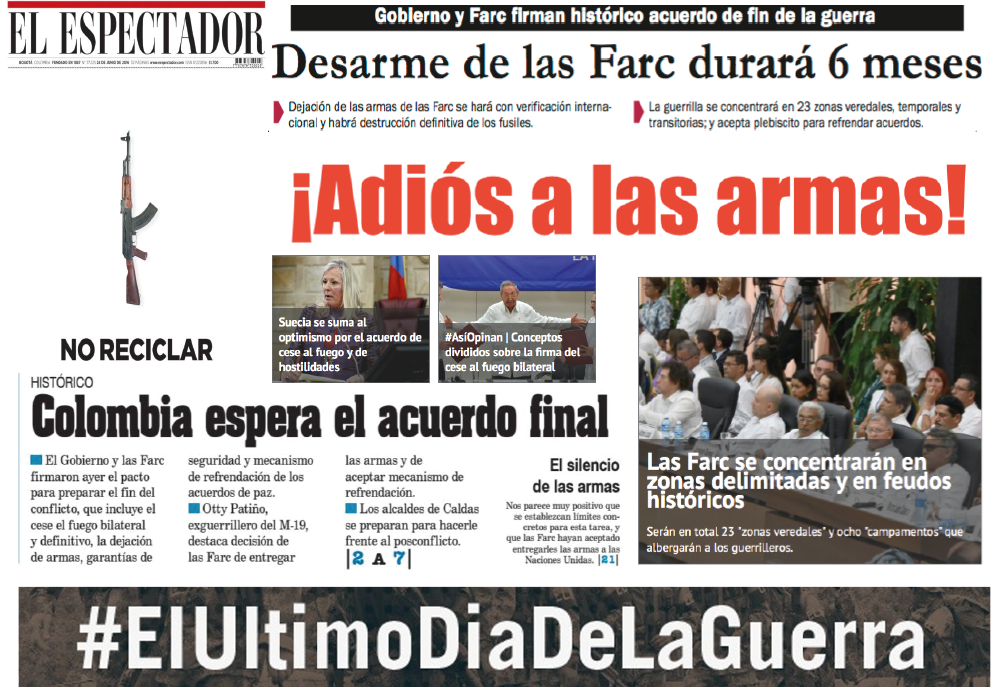 EL ESPECTADOR
NO RECICLAR
Gobierno y Farc firman histórico acuerdo de fin de la guerra
Desarme de las Farc durará 6 meses
Dejación de las armas de las Farc se hará con verificación interna-
cional y habrá destrucción definitiva de los fusiles.
La guerrilla se concentrará en 23 zonas veredales, temporales y
transitorias; y acepta plebiscito para refrendar acuerdos.
¡Adiós a las armas!
Suecia se suma al
optimismo por el acuerdo de
cese al fuego y de
hostilidades
#AsíOpinan | Conceptos
divididos sobre la firma del
cese al fuego bilateral
Las Farc se concentrarán en
zonas delimitadas y en feudos
históricos
Serán en total 23 "zonas veredales" y ocho "campamentos" que
albergarán a los guerrilleros.
HISTÓRICO
Colombia espera el acuerdo final
El Gobierno y las Farc
firmaron ayer el pacto
para preparar el fin del
conflicto, que incluye el
cese el fuego bilateral
y definitivo, la dejación
de armas, garantías de
seguridad y mecanismo
de refrendación de los
acuerdos de paz.
Otty Patiño,
exguerrillero del M-19,
destaca decisión de
las Farc de entregar
las armas y de
aceptar mecanismo de
refrendación.
Los alcaldes de Caldas
se preparan para hacerle
frente al posconflicto.
|2 A 7|
El silencio
de las armas
Nos parece muy positivo que
se establezcan límites con-
cretos para esta tarea, y
que las Farc hayan aceptado
entregarles las armas a las
Naciones Unidas. |21|
#ElUltimoDiaDeLaGuerra